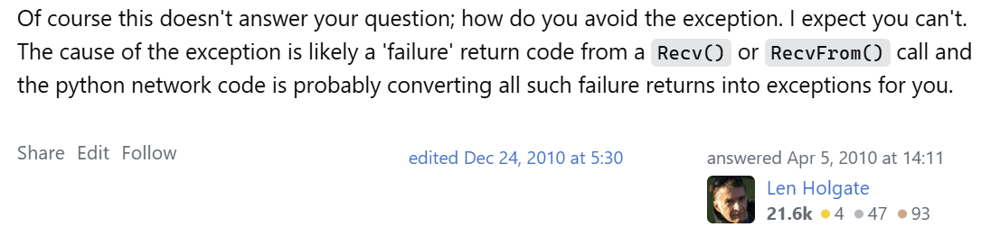 Of course this doesn't answer your question; how do you avoid the exception. I expect you can't.
The cause of the exception is likely a 'failure' return code from a Recv() or RecvFrom() call and
the python network code is probably converting all such failure returns into exceptions for you.
Share Edit Follow
edited Dec 24, 2010 at 5:30
answered Apr 5, 2010 at 14:11
Len Holgate
21.6k 4 47 93